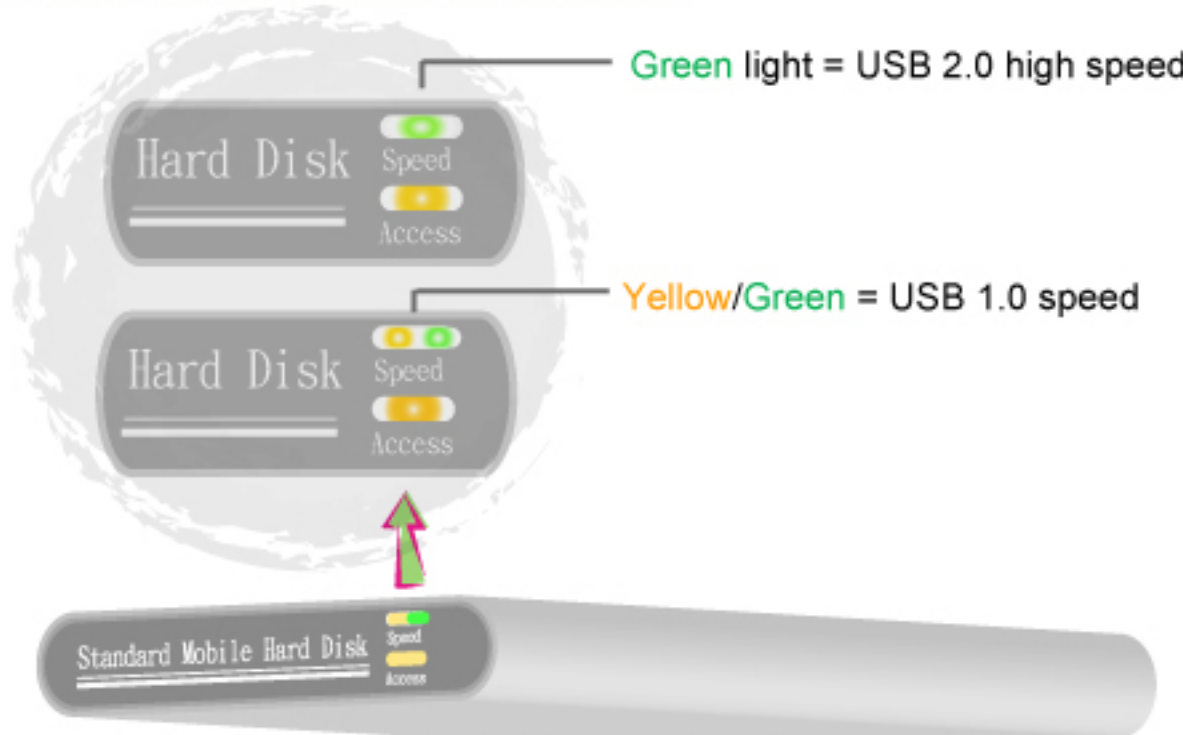 Green light = USB 2.0 high speed
Hard Disk
Speed
Access
Yellow/Green = USB 1.0 speed
Hard Disk
Speed
Access
Standard Mobile Hard Disk
Speed
Access